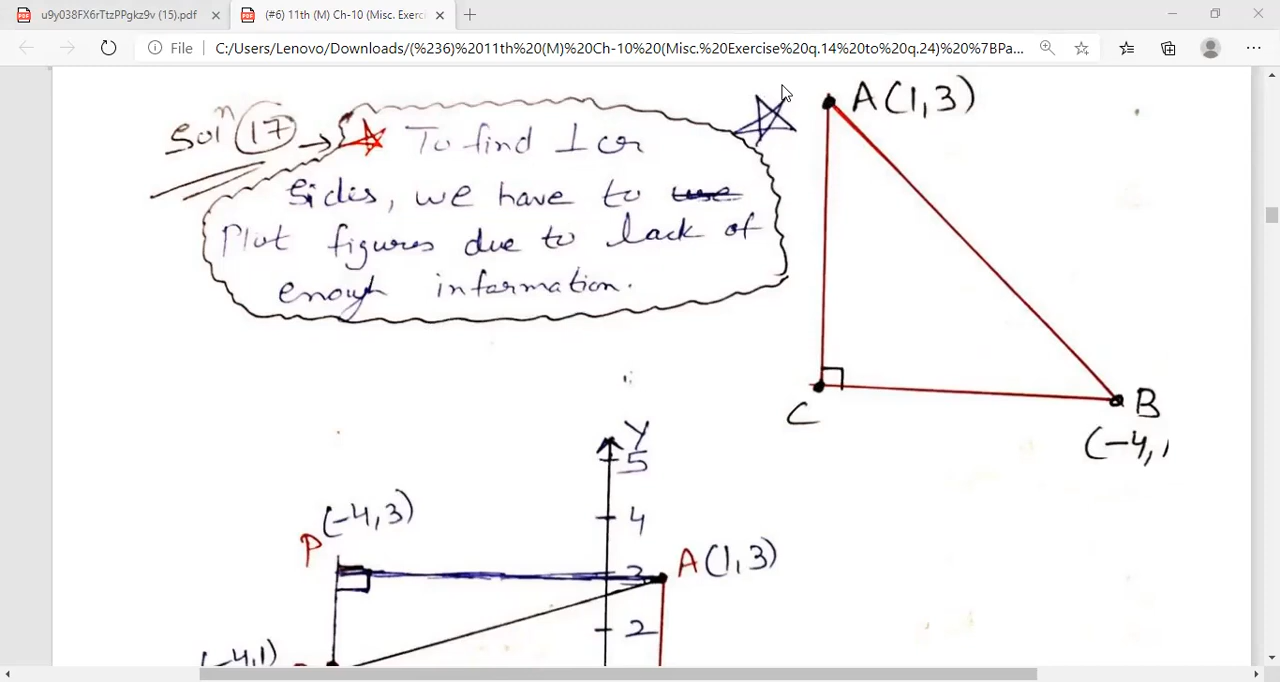 u9y038FX6rTtzPPgkz9v (15).pdf
(#6) 11th (M) Ch-10 (Misc. Exerci
File
C:/Users/Lenovo/Downloads/(%236)%2011th%20(M)%20Ch-10%20(Misc.%20Exercise%20q.14%20to%20q.24)%20%7BPa...
Solⁿ (17) → To find ⊥cr
Sides, we have to use
Plot figures due to lack of
enough information.
A(1,3)
C
B
(-4,1
Y
5
4
3
2
P
(-4,3)
A(1,3)
(-4,1)